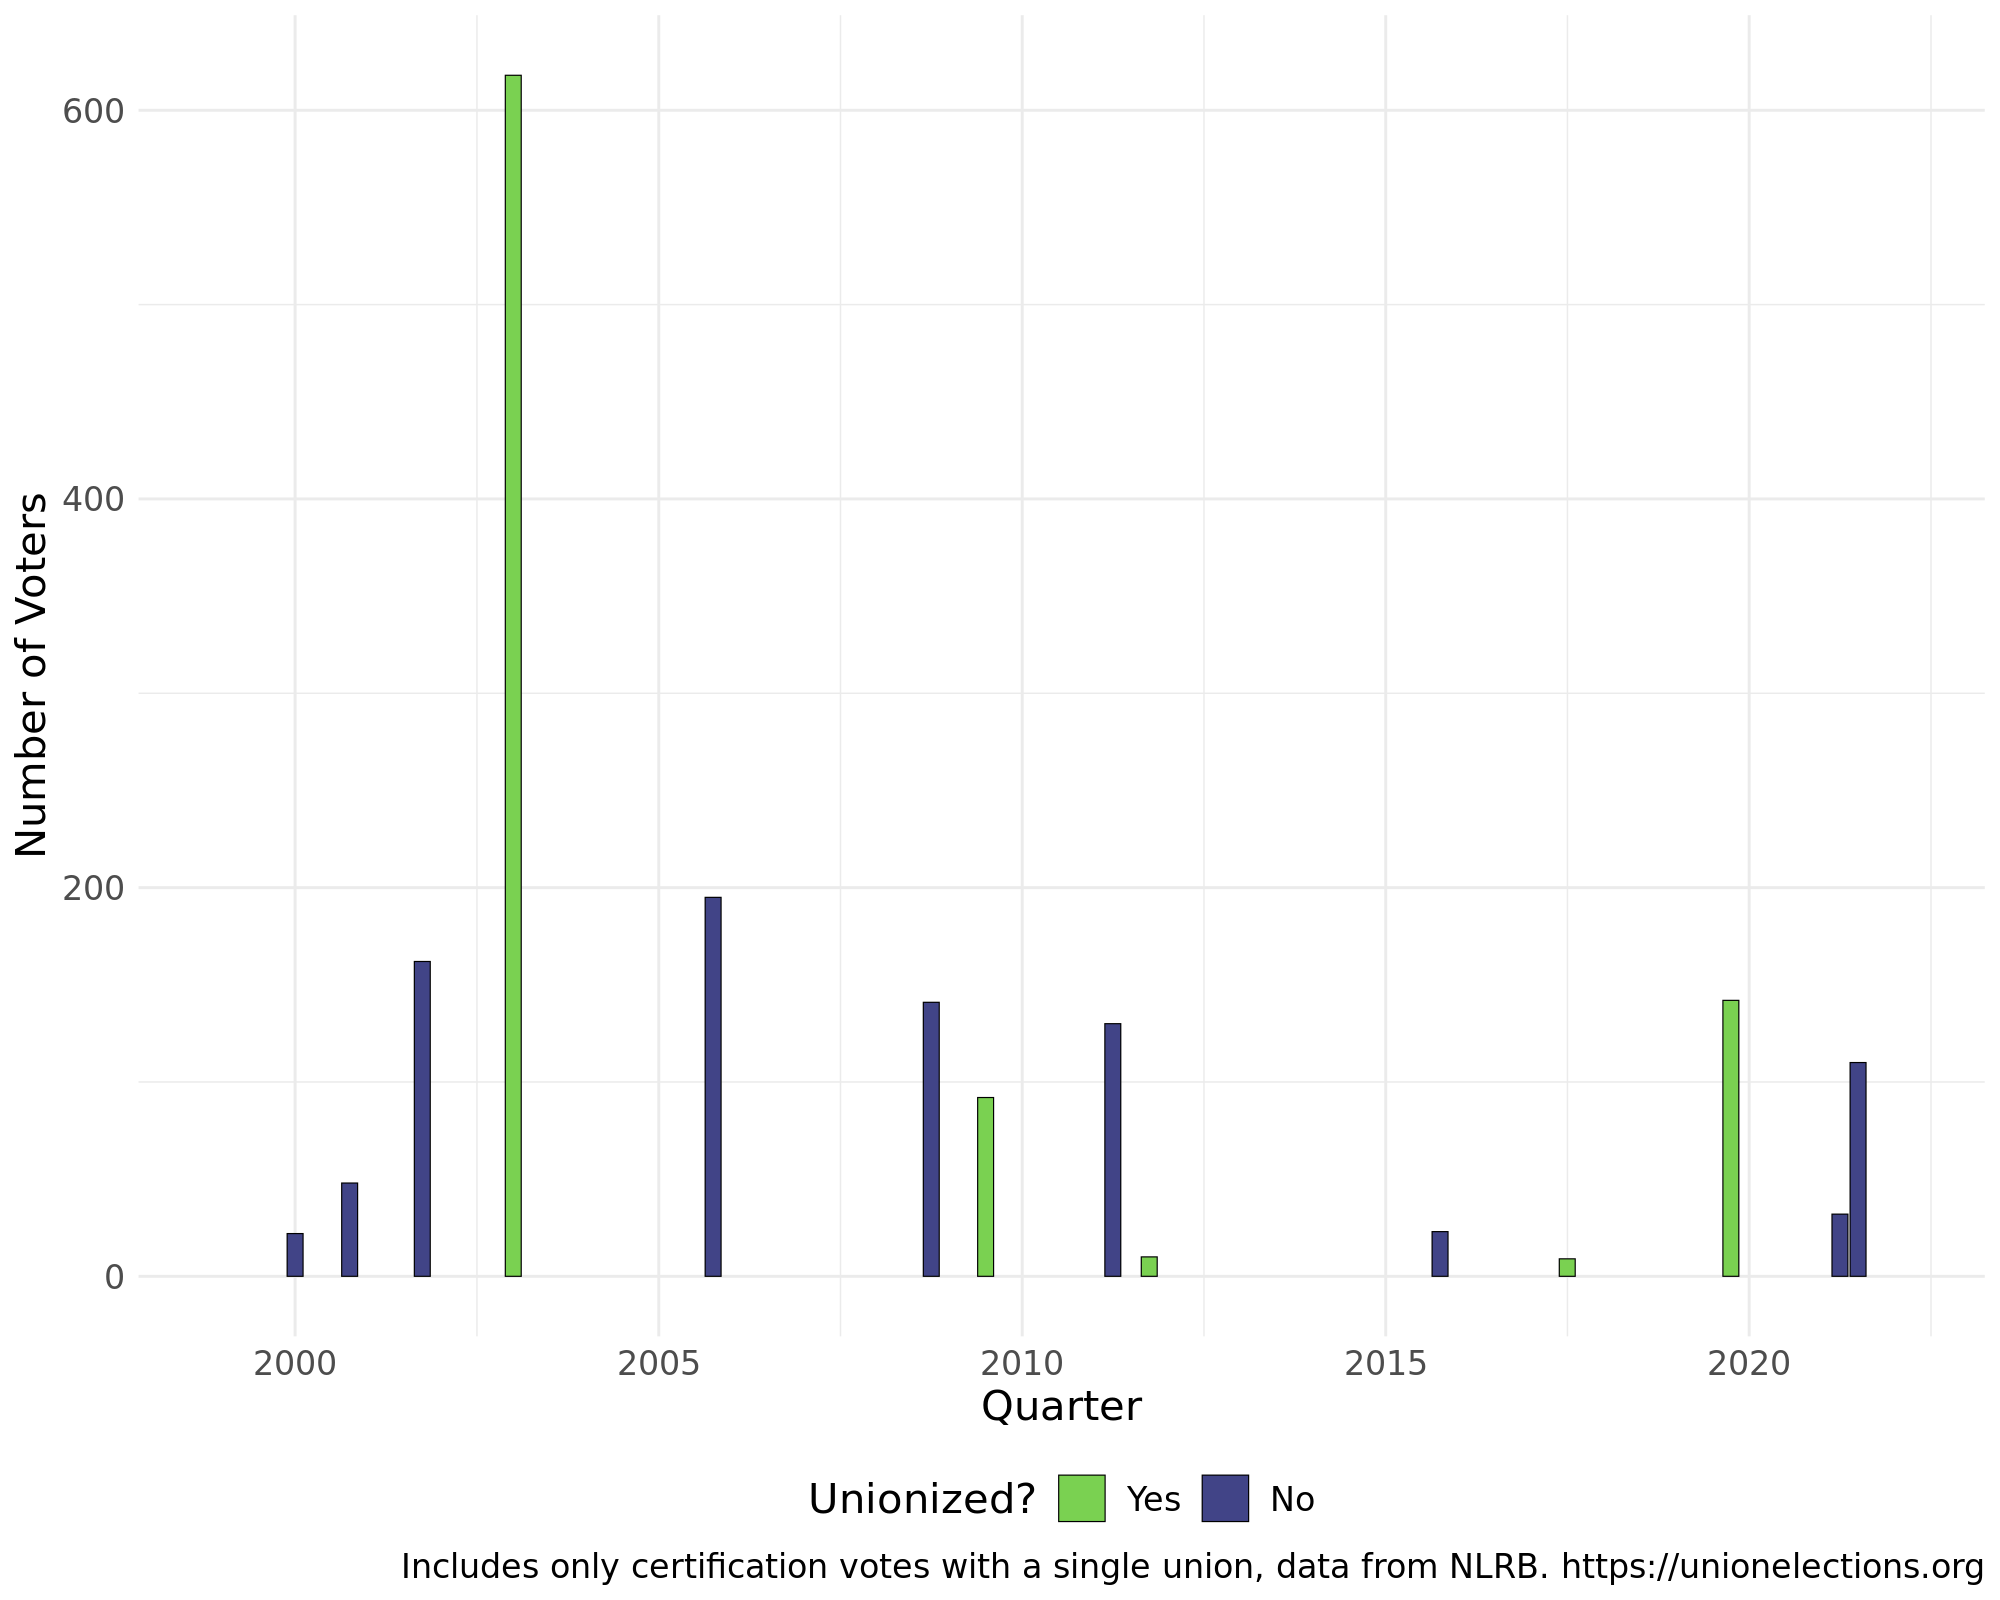 600
400
200
0
Number of Voters
2000 2005 2010 2015 2020
Quarter
Unionized? Yes No
Includes only certification votes with a single union, data from NLRB. https://unionelections.org